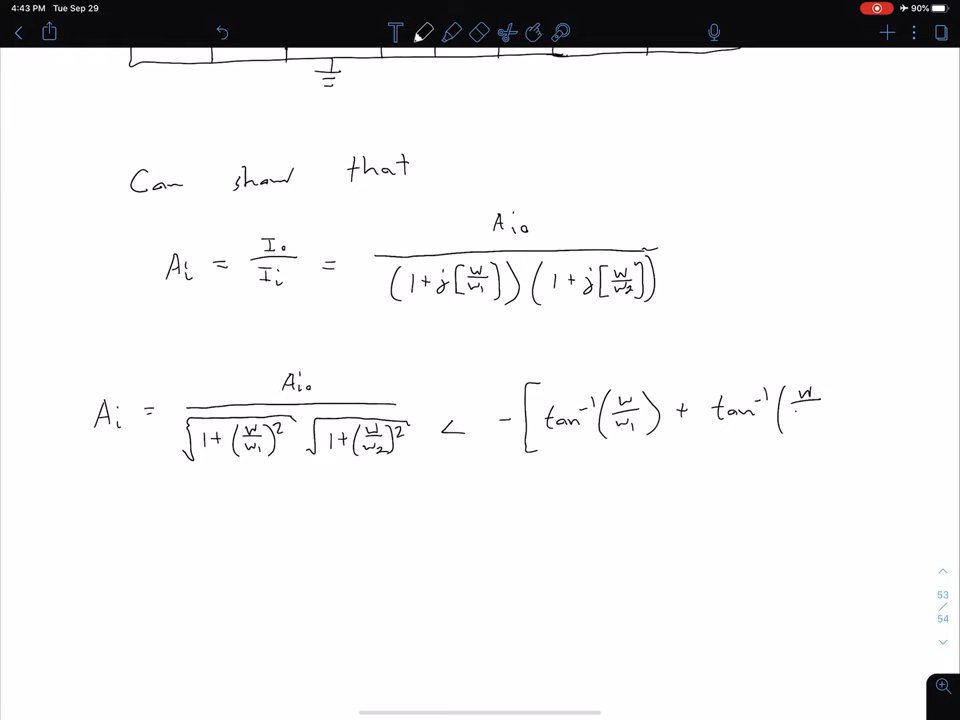 4:43 PM Tue Sep 29
90%
T
Can show that
Ai = Io/Ii = Aio / (1+j[w/w1])(1+j[w/w2])
Ai = Aio / √(1+(w/w1)²) √(1+(w/w2)²) < -[tan⁻¹(w/w1) + tan⁻¹(w/
53
/
54